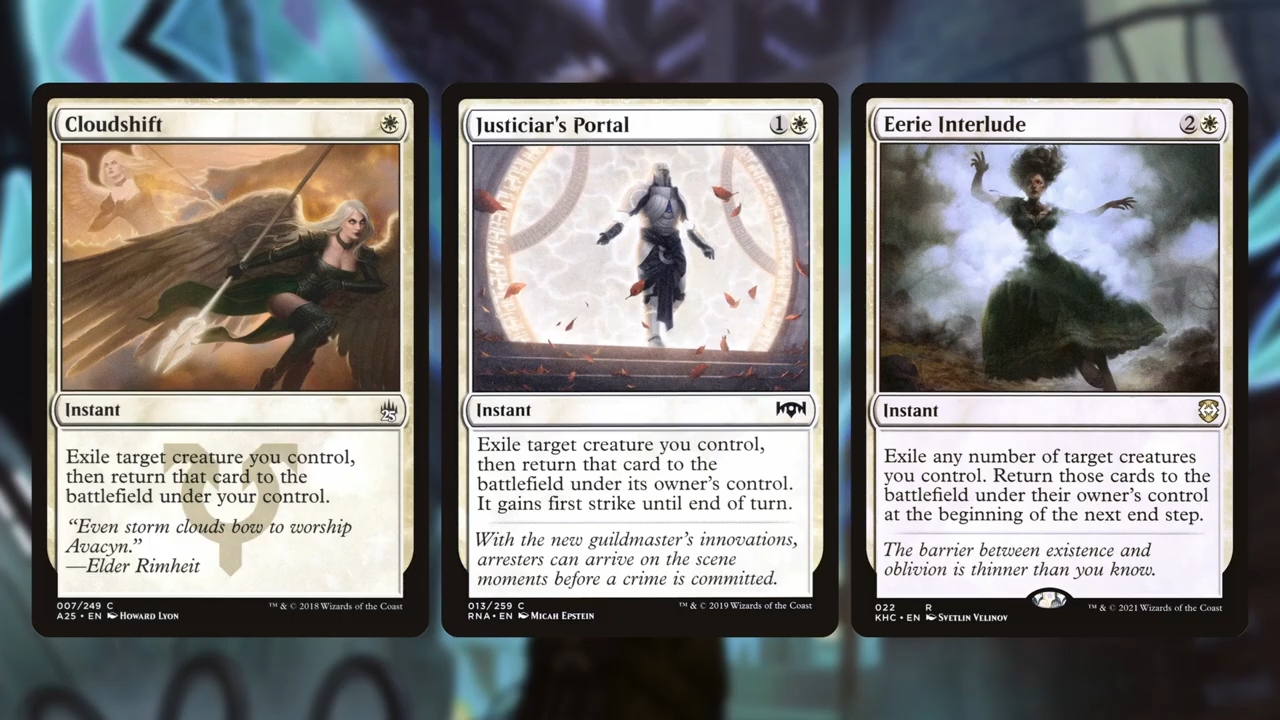 Cloudshift
Instant
25
Exile target creature you control,
then return that card to the
battlefield under your control.
“Even storm clouds bow to worship
Avacyn.”
—Elder Rimheit
007/249 C
A25 • EN Howard Lyon
™ & © 2018 Wizards of the Coast
Justiciar's Portal
1
Instant
Exile target creature you control,
then return that card to the
battlefield under its owner's control.
It gains first strike until end of turn.
With the new guildmaster's innovations,
arresters can arrive on the scene
moments before a crime is committed.
013/259 C
RNA • EN Micah Epstein
™ & © 2019 Wizards of the Coast
Eerie Interlude
2
Instant
Exile any number of target creatures
you control. Return those cards to the
battlefield under their owner's control
at the beginning of the next end step.
The barrier between existence and
oblivion is thinner than you know.
022 R
KHC • EN Svetlin Velinov
™ & © 2021 Wizards of the Coast